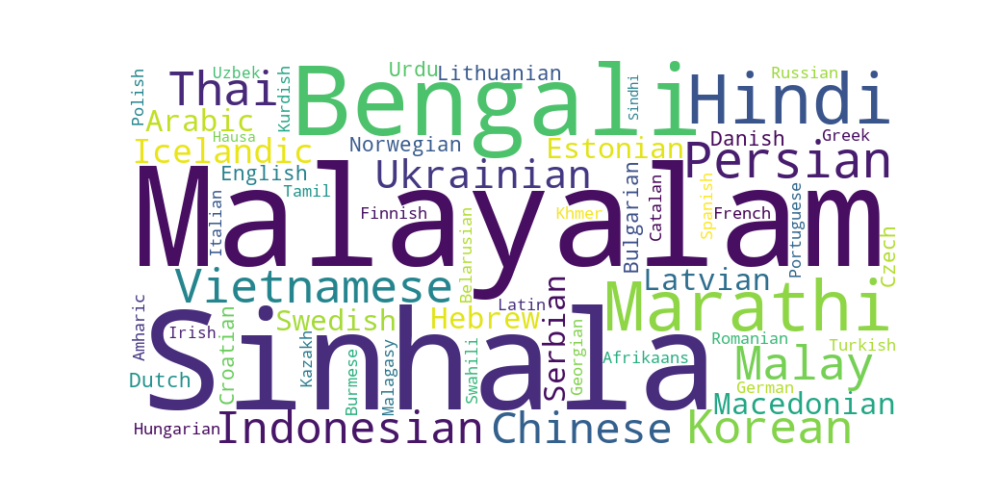 Polish
Thai
Uzbek
Kurdish
Bengali
Urdu
Lithuanian
Sindhi
Hindi
Russian
Arabic
Hausa
Icelandic
Norwegian
Estonian
Danish
Greek
Persian
English
Tamil
Ukrainian
Italian
Malayalam
Finnish
Khmer
Bulgarian
Catalan
Spanish
French
Portuguese
Czech
Vietnamese
Belarusian
Latvian
Amharic
Irish
Croatian
Swedish
Hebrew
Latin
Serbian
Marathi
Sinhala
Kazakh
Burmese
Malagasy
Swahili
Georgian
Afrikaans
Romanian
Turkish
Malay
German
Dutch
Macedonian
Hungarian
Indonesian
Chinese
Korean